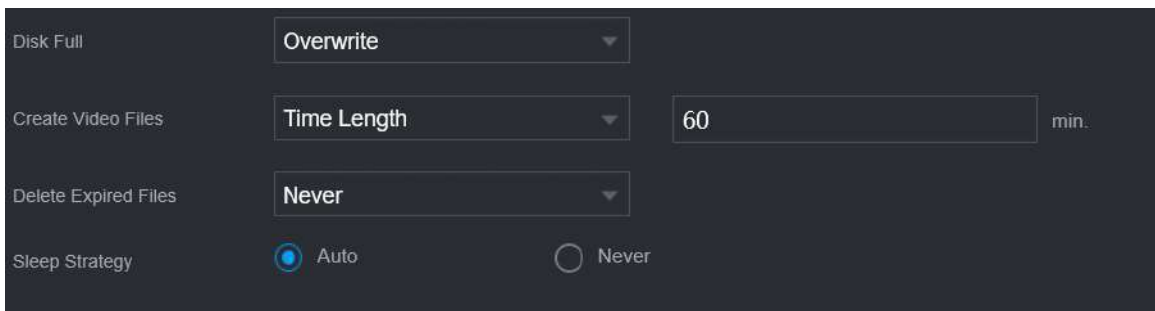 Disk Full Overwrite
Create Video Files Time Length 60 min.
Delete Expired Files Never
Sleep Strategy Auto Never